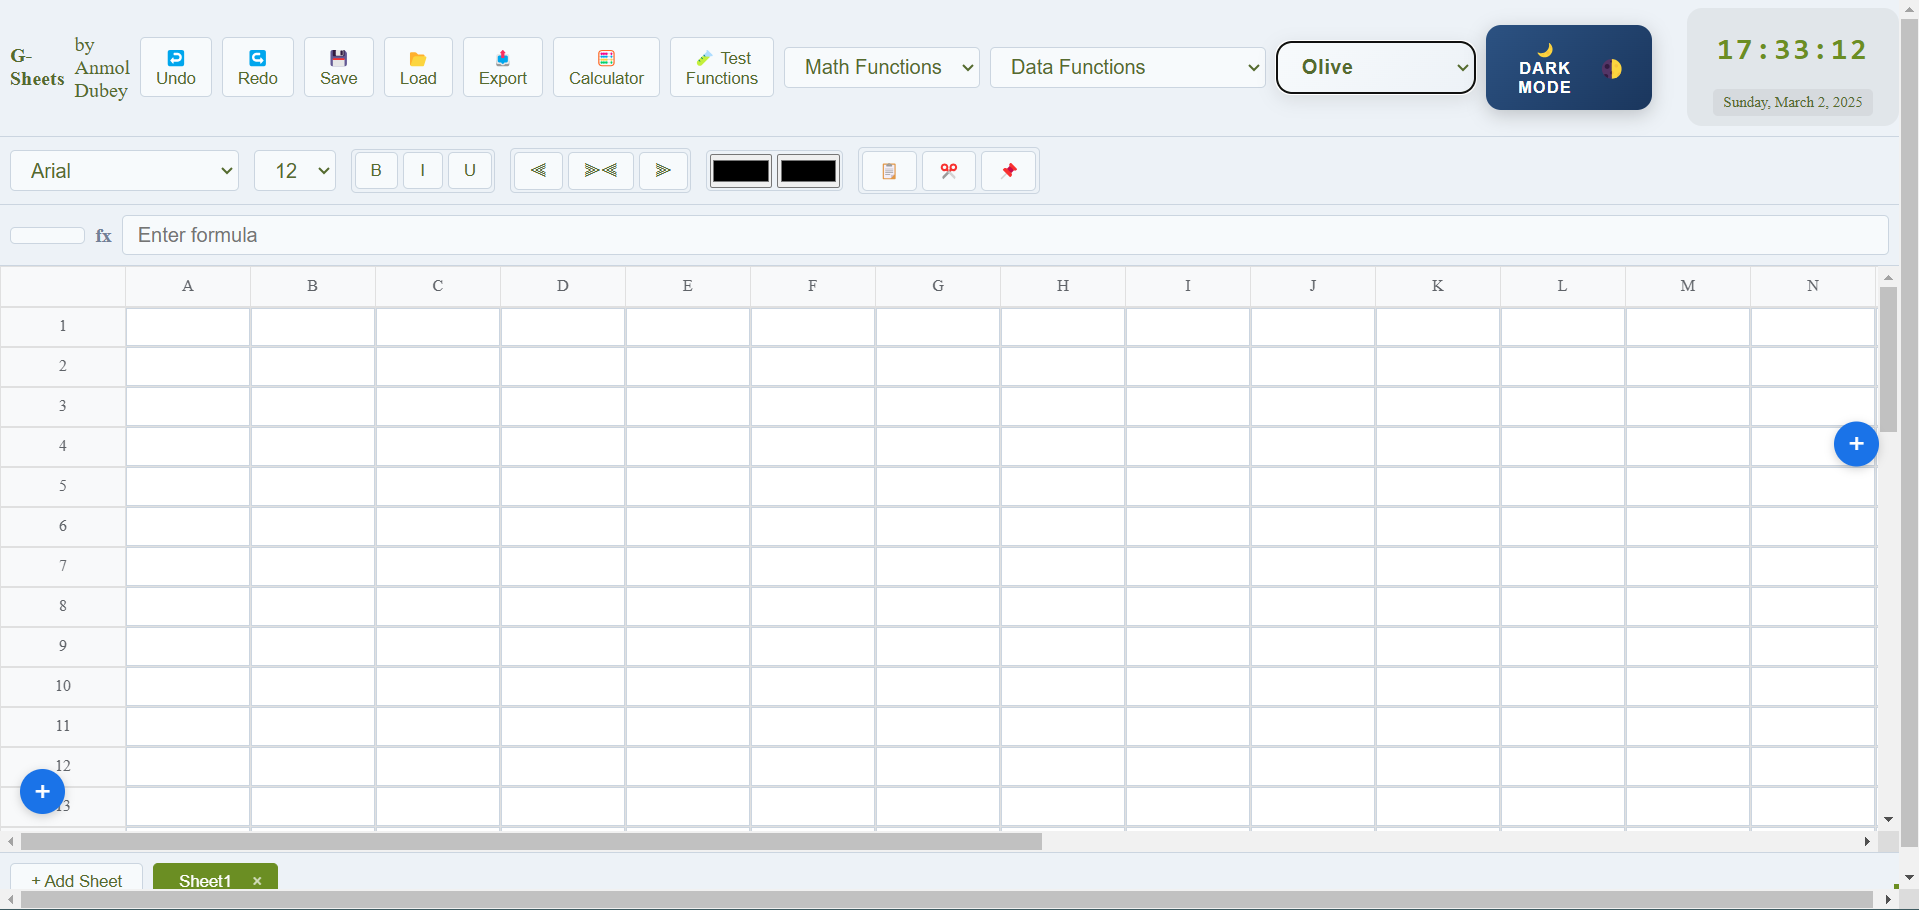 G-Sheets
by Anmol Dubey
Undo
Redo
Save
Load
Export
Calculator
Test Functions
Math Functions
Data Functions
Olive
DARK MODE
17:33:12
Sunday, March 2, 2025
Arial
12
B
I
U
fx
Enter formula
A B C D E F G H I J K L M N
1
2
3
4
+
5
6
7
8
9
10
11
12
+
13
+ Add Sheet
Sheet1 ×